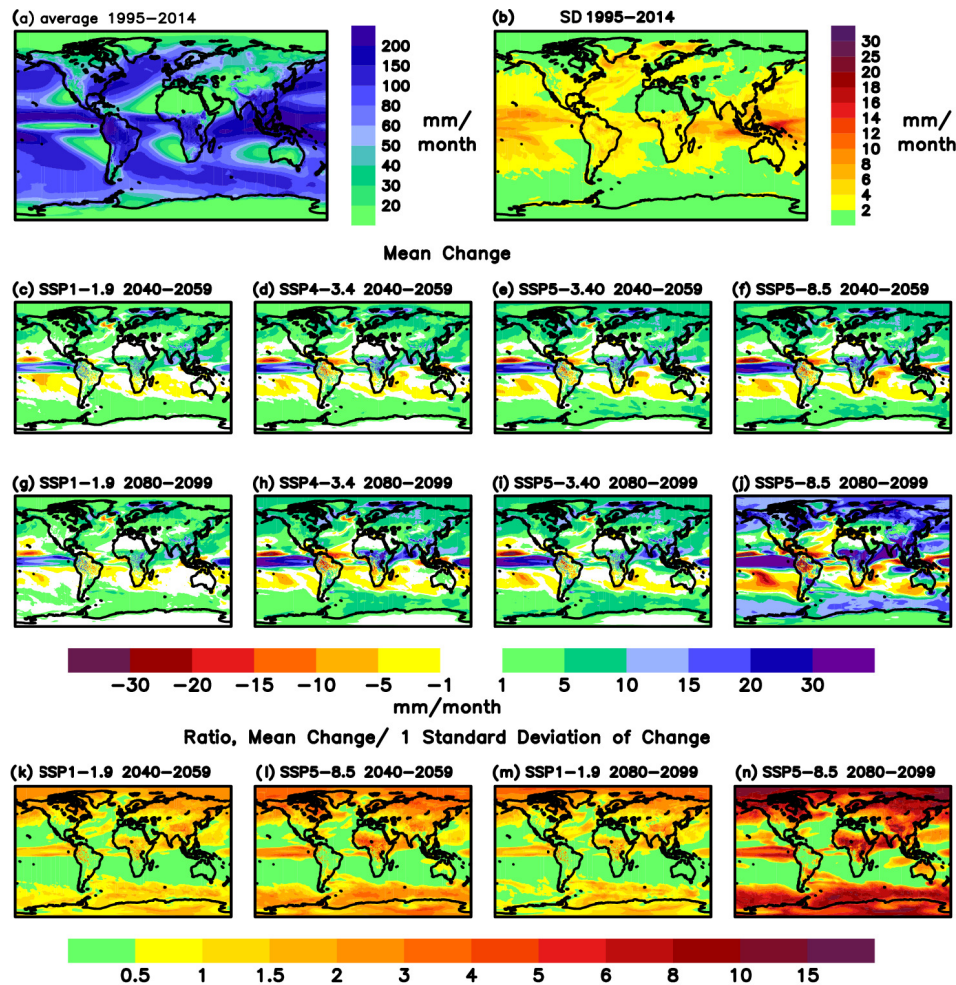 (a) average 1995−2014
(b) SD 1995−2014
200
150
100
80
60
50
40
30
20
mm/
month
30
25
20
18
16
14
12
10
8
6
4
2
mm/
month
Mean Change
(c) SSP1−1.9 2040−2059
(d) SSP4−3.4 2040−2059
(e) SSP5−3.40 2040−2059
(f) SSP5−8.5 2040−2059
(g) SSP1−1.9 2080−2099
(h) SSP4−3.4 2080−2099
(i) SSP5−3.40 2080−2099
(j) SSP5−8.5 2080−2099
−30 −20 −15 −10 −5 −1 1 5 10 15 20 30
mm/month
Ratio, Mean Change/ 1 Standard Deviation of Change
(k) SSP1−1.9 2040−2059
(l) SSP5−8.5 2040−2059
(m) SSP1−1.9 2080−2099
(n) SSP5−8.5 2080−2099
0.5 1 1.5 2 3 4 5 6 8 10 15